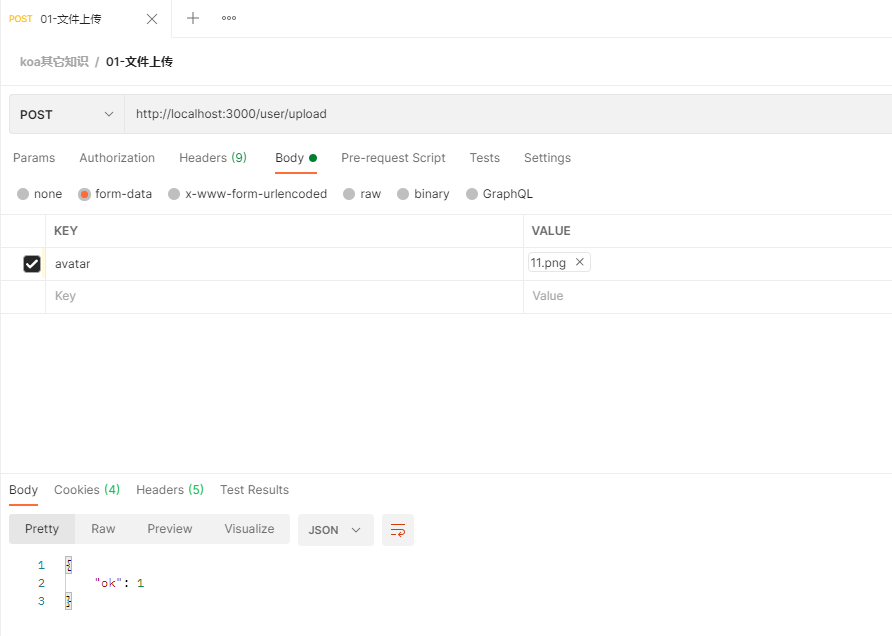 POST 01-文件上传
koa其它知识 / 01-文件上传
POST http://localhost:3000/user/upload
Params Authorization Headers (9) Body Pre-request Script Tests Settings
none form-data x-www-form-urlencoded raw binary GraphQL
KEY VALUE
avatar 11.png
Key Value
Body Cookies (4) Headers (5) Test Results
Pretty Raw Preview Visualize JSON
1 {
2 "ok": 1
3 }